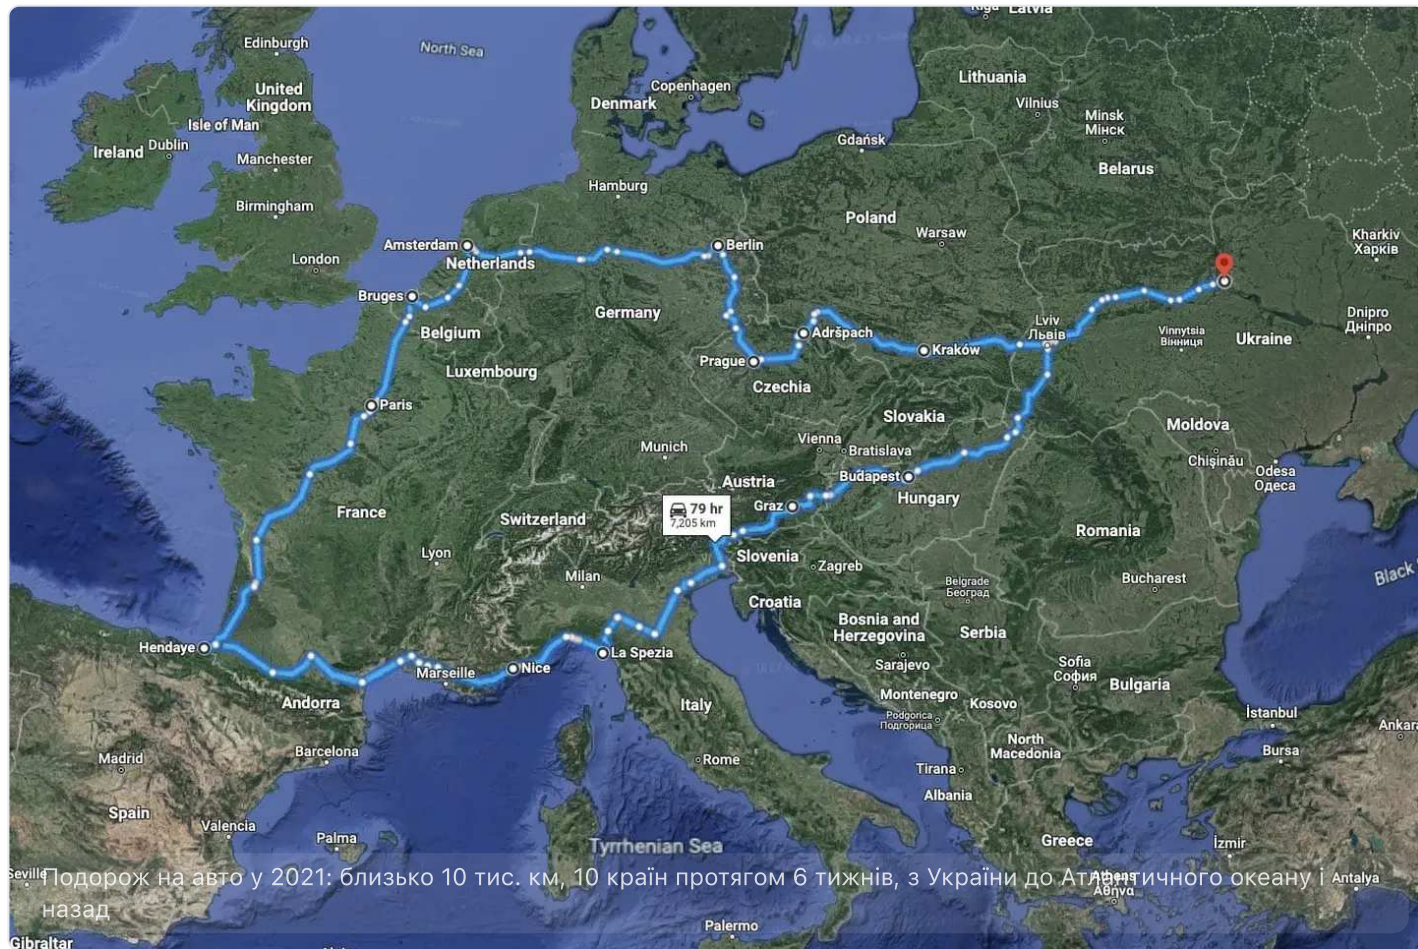 Riga
Latvia
Edinburgh
North Sea
Copenhagen
Lithuania
United
Kingdom
Denmark
Vilnius
Isle of Man
Minsk
Мінск
Ireland
Dublin
Gdańsk
Manchester
Belarus
Hamburg
Birmingham
Poland
Warsaw
Kharkiv
Харків
Amsterdam
Berlin
London
Netherlands
Bruges
Germany
Belgium
Adršpach
Lviv
Львів
Vinnytsia
Вінниця
Ukraine
Dnipro
Дніпро
Prague
Kraków
Luxembourg
Czechia
Paris
Slovakia
Moldova
Munich
Vienna
Bratislava
Chișinău
Odesa
Одеса
Austria
Budapest
Hungary
79 hr
7,205 km
Graz
France
Switzerland
Romania
Lyon
Slovenia
Zagreb
Milan
Belgrade
Београд
Bucharest
Black
Croatia
Bosnia and
Herzegovina
Serbia
Hendaye
La Spezia
Nice
Marseille
Sarajevo
Sofia
София
Andorra
Italy
Montenegro
Kosovo
Bulgaria
Podgorica
Подгорица
İstanbul
Ankara
North
Macedonia
Bursa
Barcelona
Madrid
Rome
Tirana
Albania
Spain
Valencia
Palma
Tyrrhenian Sea
Greece
İzmir
Seville
Athens
Αθήνα
Antalya
Подорож на авто у 2021: близько 10 тис. км, 10 країн протягом 6 тижнів, з України до Атлантичного океану і
назад
Palermo
Gibraltar